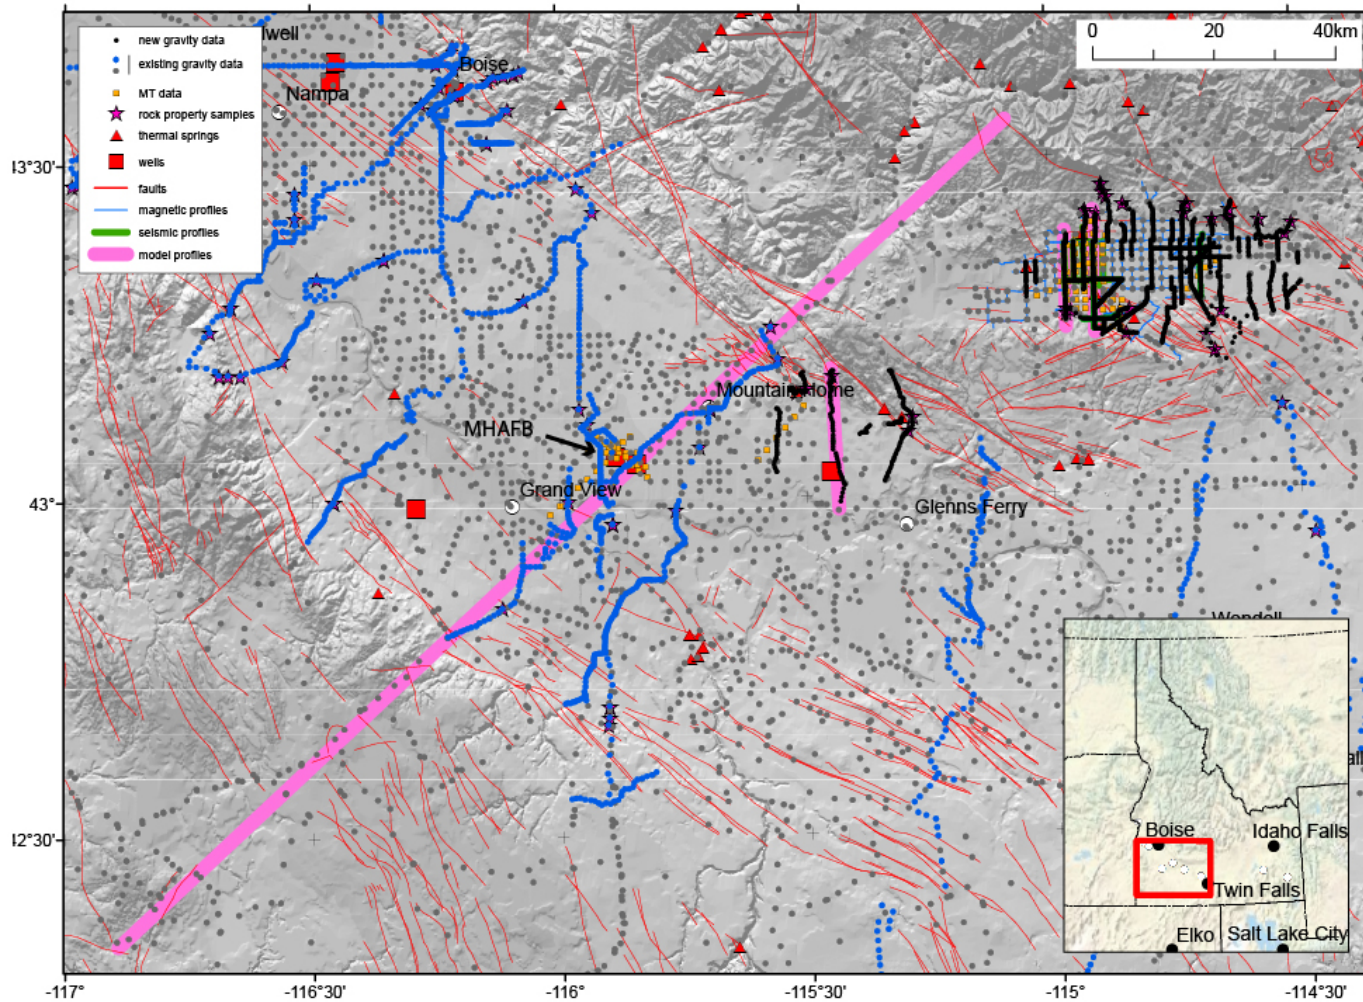 new gravity data
existing gravity data
MT data
rock property samples
thermal springs
wells
faults
magnetic profiles
seismic profiles
model profiles
lwell
Boise
Nampa
0 20 40km
13°30'
Mountain Home
MHAFB
43°
Grand View
Glenns Ferry
Wendell
12°30'
Boise
Idaho Falls
Twin Falls
Elko
Salt Lake City
-117°
-116°30'
-116°
-115°30'
-115°
-114°30'